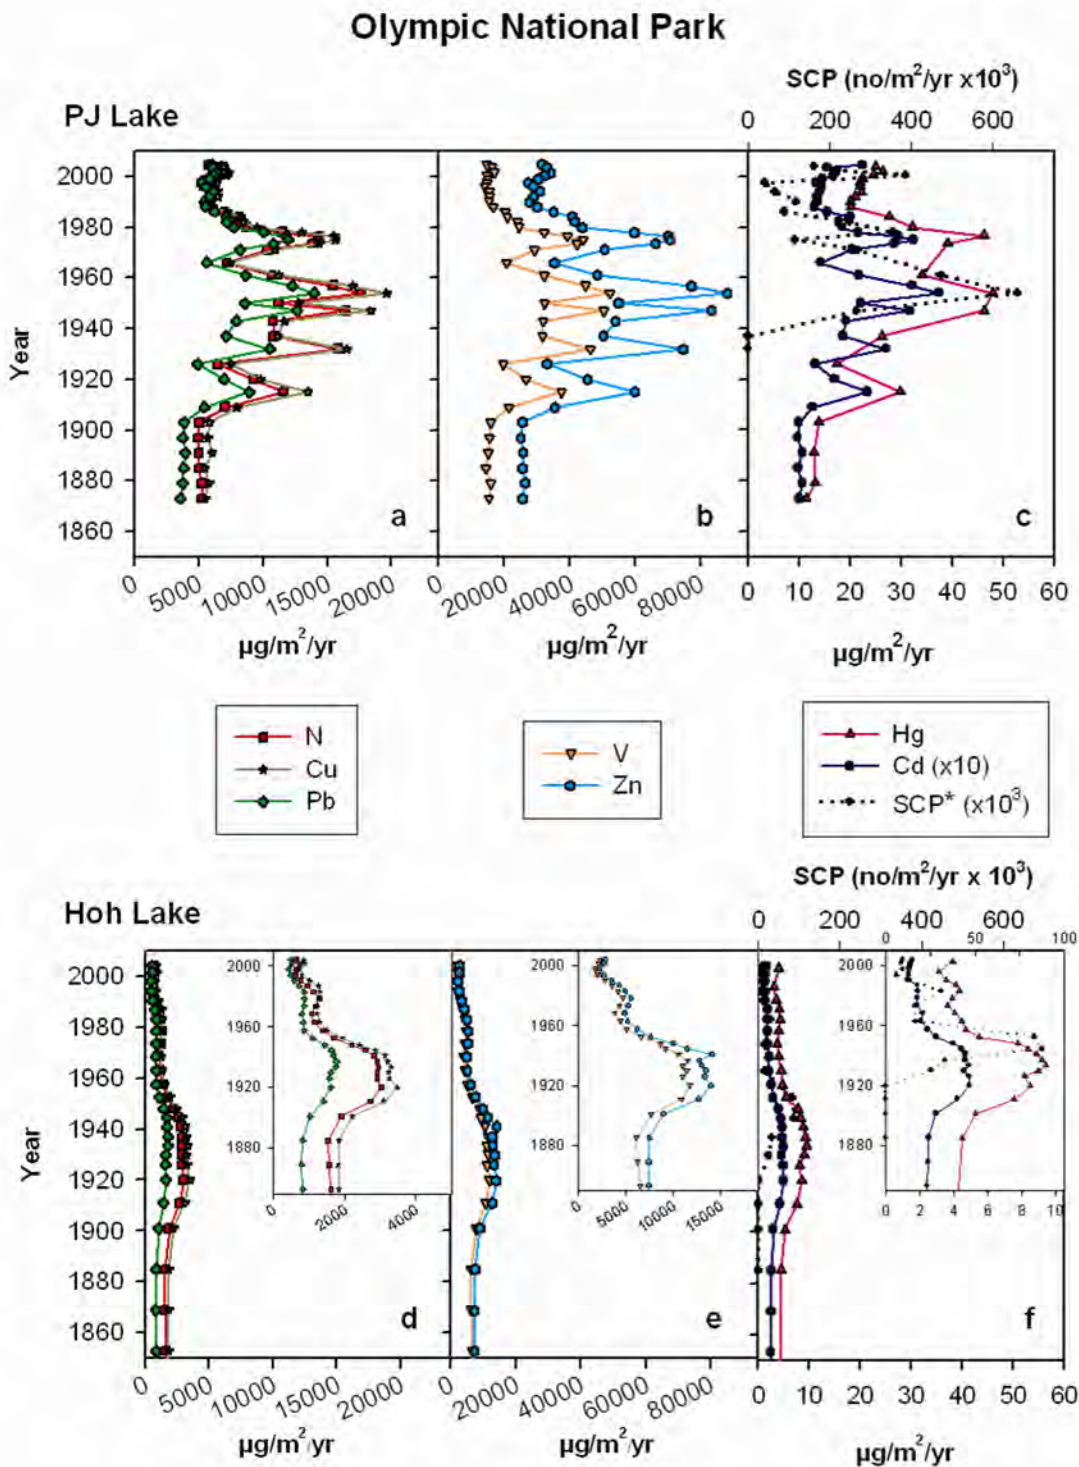 Olympic National Park
SCP (no/m²/yr x10³)
PJ Lake
0 200 400 600
2000
1980
1960
1940
1920
1900
1880
1860
Year
a b c
0 5000 10000 15000 20000
0 20000 40000 60000 80000
0 10 20 30 40 50 60
µg/m²/yr µg/m²/yr µg/m²/yr
N
Cu
Pb
V
Zn
Hg
Cd (x10)
SCP* (x10³)
SCP (no/m²/yr x 10³)
Hoh Lake
0 200 400 600
0 50 100
2000
1980
1960
1940
1920
1900
1880
1860
Year
2000
1960
1920
1880
0 2000 4000
2000
1960
1920
1880
0 5000 10000 15000
2000
1960
1920
1880
0 2 4 6 8 10
d e f
0 5000 10000 15000 20000
0 20000 40000 60000 80000
0 10 20 30 40 50 60
µg/m²/yr µg/m²/yr µg/m²/yr